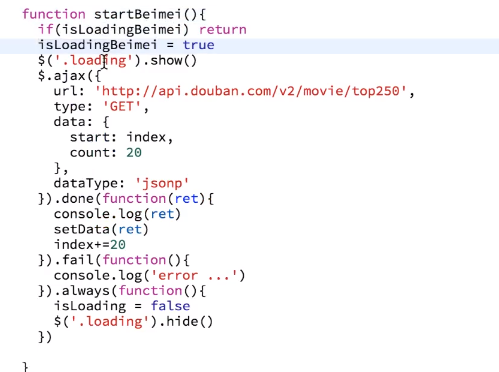 function startBeimei(){
if(isLoadingBeimei) return
isLoadingBeimei = true
$('.loading').show()
$.ajax({
url: 'http://api.douban.com/v2/movie/top250',
type: 'GET',
data: {
start: index,
count: 20
},
dataType: 'jsonp'
}).done(function(ret){
console.log(ret)
setData(ret)
index+=20
}).fail(function(){
console.log('error ...')
}).always(function(){
isLoading = false
$('.loading').hide()
})
}